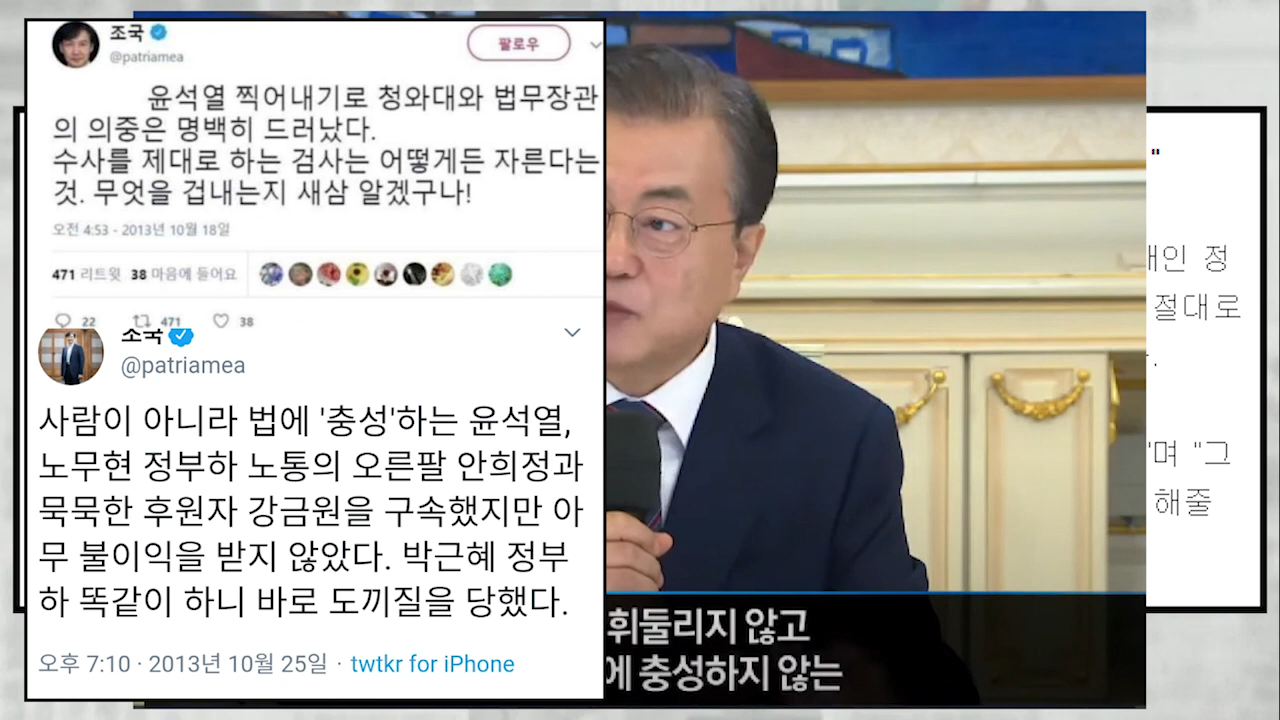 조국
@patriamea
팔로우
윤석열 찍어내기로 청와대와 법무장관
의 의중은 명백히 드러났다.
수사를 제대로 하는 검사는 어떻게든 자른다는
것. 무엇을 겁내는지 새삼 알겠구나!
오전 4:53 - 2013년 10월 18일
471 리트윗 38 마음에 들어요
22 471 38
조국
@patriamea
사람이 아니라 법에 '충성'하는 윤석열,
노무현 정부하 노통의 오른팔 안희정과
묵묵한 후원자 강금원을 구속했지만 아
무 불이익을 받지 않았다. 박근혜 정부
하 똑같이 하니 바로 도끼질을 당했다.
오후 7:10 · 2013년 10월 25일 · twtkr for iPhone
휘둘리지 않고
에 충성하지 않는
"
인 정
절대로
.
며 "그
해줄